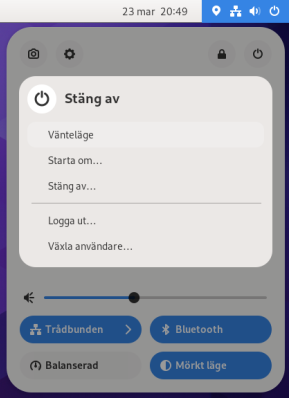 23 mar 20:49
Stäng av
Vänteläge
Starta om...
Stäng av...
Logga ut...
Växla användare...
Trådbunden
Bluetooth
Balanserad
Mörkt läge